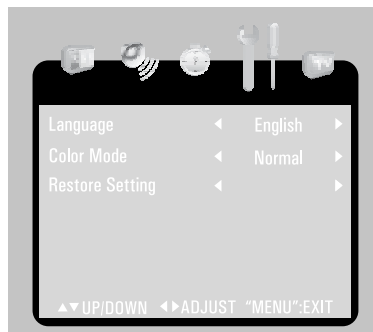 Language ◀ English ▶
Color Mode ◀ Normal ▶
Restore Setting ◀ ▶
▲▼ UP/DOWN ◀▶ADJUST "MENU":EXIT